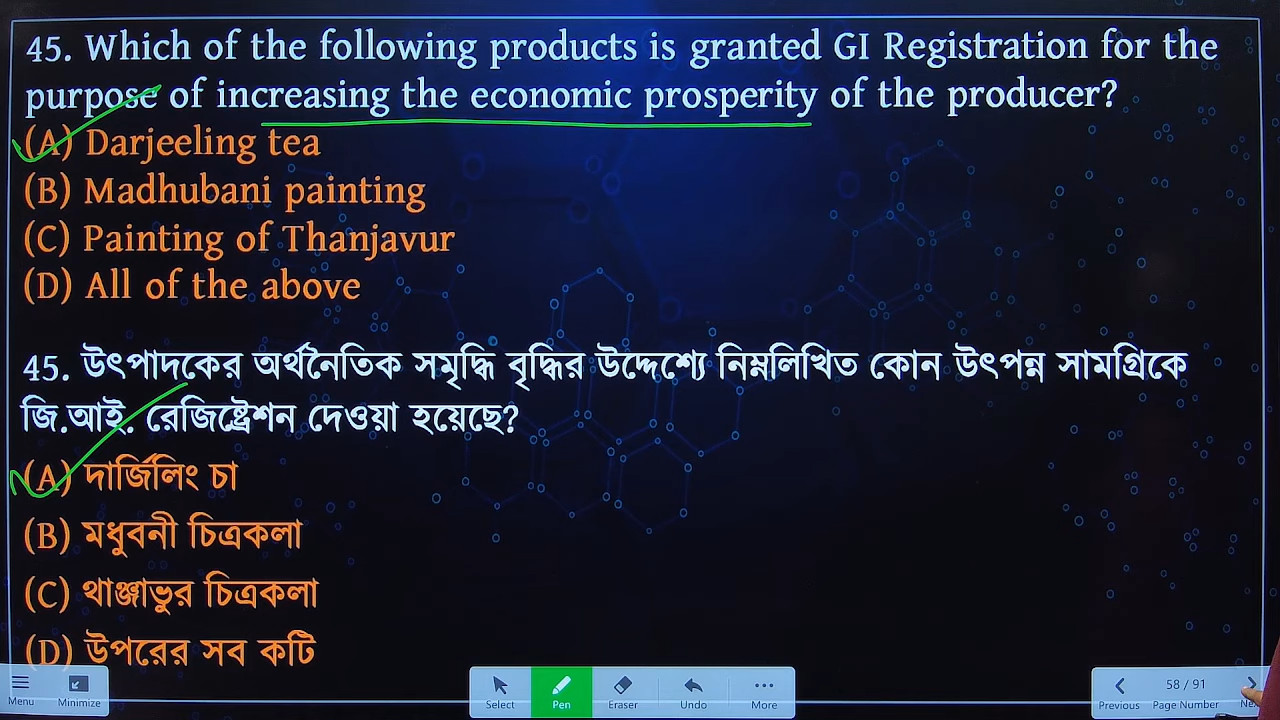 45. Which of the following products is granted GI Registration for the
purpose of increasing the economic prosperity of the producer?
(A) Darjeeling tea
(B) Madhubani painting
(C) Painting of Thanjavur
(D) All of the above
45. উৎপাদকের অর্থনৈতিক সমৃদ্ধি বৃদ্ধির উদ্দেশ্যে নিম্নলিখিত কোন উৎপন্ন সামগ্রিকে
জি.আই. রেজিষ্ট্রেশন দেওয়া হয়েছে?
(A) দার্জিলিং চা
(B) মধুবনী চিত্রকলা
(C) থাঞ্জাভুর চিত্রকলা
(D) উপরের সব কটি
Menu Minimize Select Pen Eraser Undo More Previous 58 / 91 Page Number